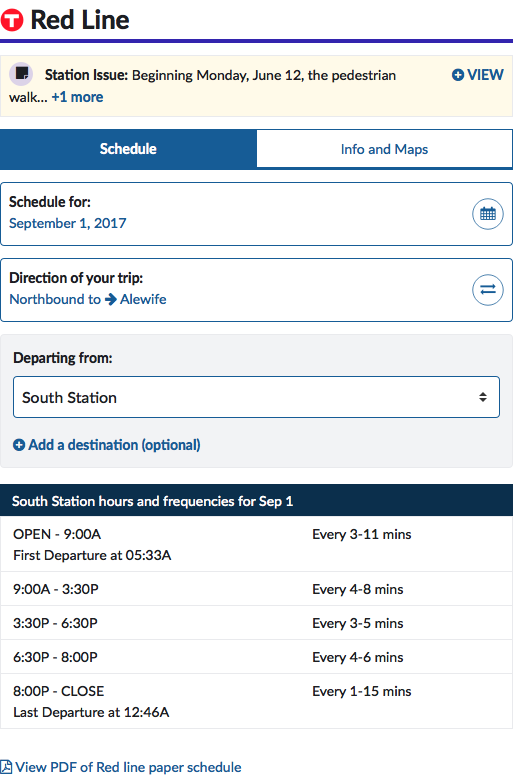 T Red Line
Station Issue: Beginning Monday, June 12, the pedestrian
walk... +1 more
VIEW
Schedule
Info and Maps
Schedule for:
September 1, 2017
Direction of your trip:
Northbound to → Alewife
Departing from:
South Station
Add a destination (optional)
South Station hours and frequencies for Sep 1
OPEN - 9:00A Every 3-11 mins
First Departure at 05:33A
9:00A - 3:30P Every 4-8 mins
3:30P - 6:30P Every 3-5 mins
6:30P - 8:00P Every 4-6 mins
8:00P - CLOSE Every 1-15 mins
Last Departure at 12:46A
View PDF of Red line paper schedule